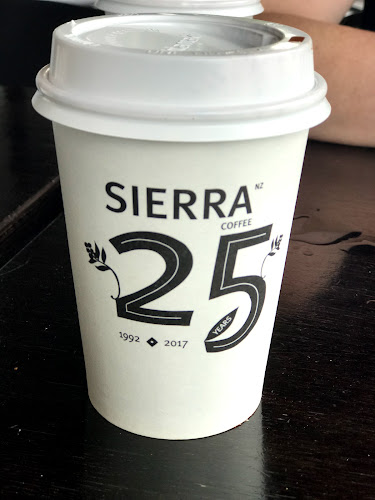 SIERRA NZ
COFFEE
25
YEARS
1992 2017